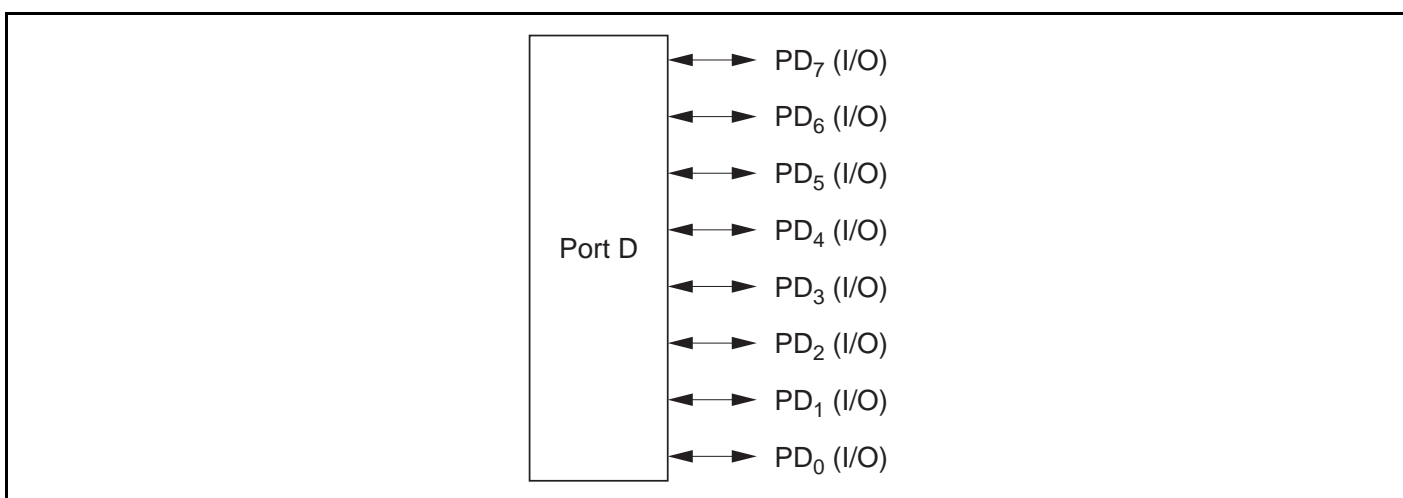 PD7 (I/O)
PD6 (I/O)
PD5 (I/O)
PD4 (I/O)
Port D
PD3 (I/O)
PD2 (I/O)
PD1 (I/O)
PD0 (I/O)